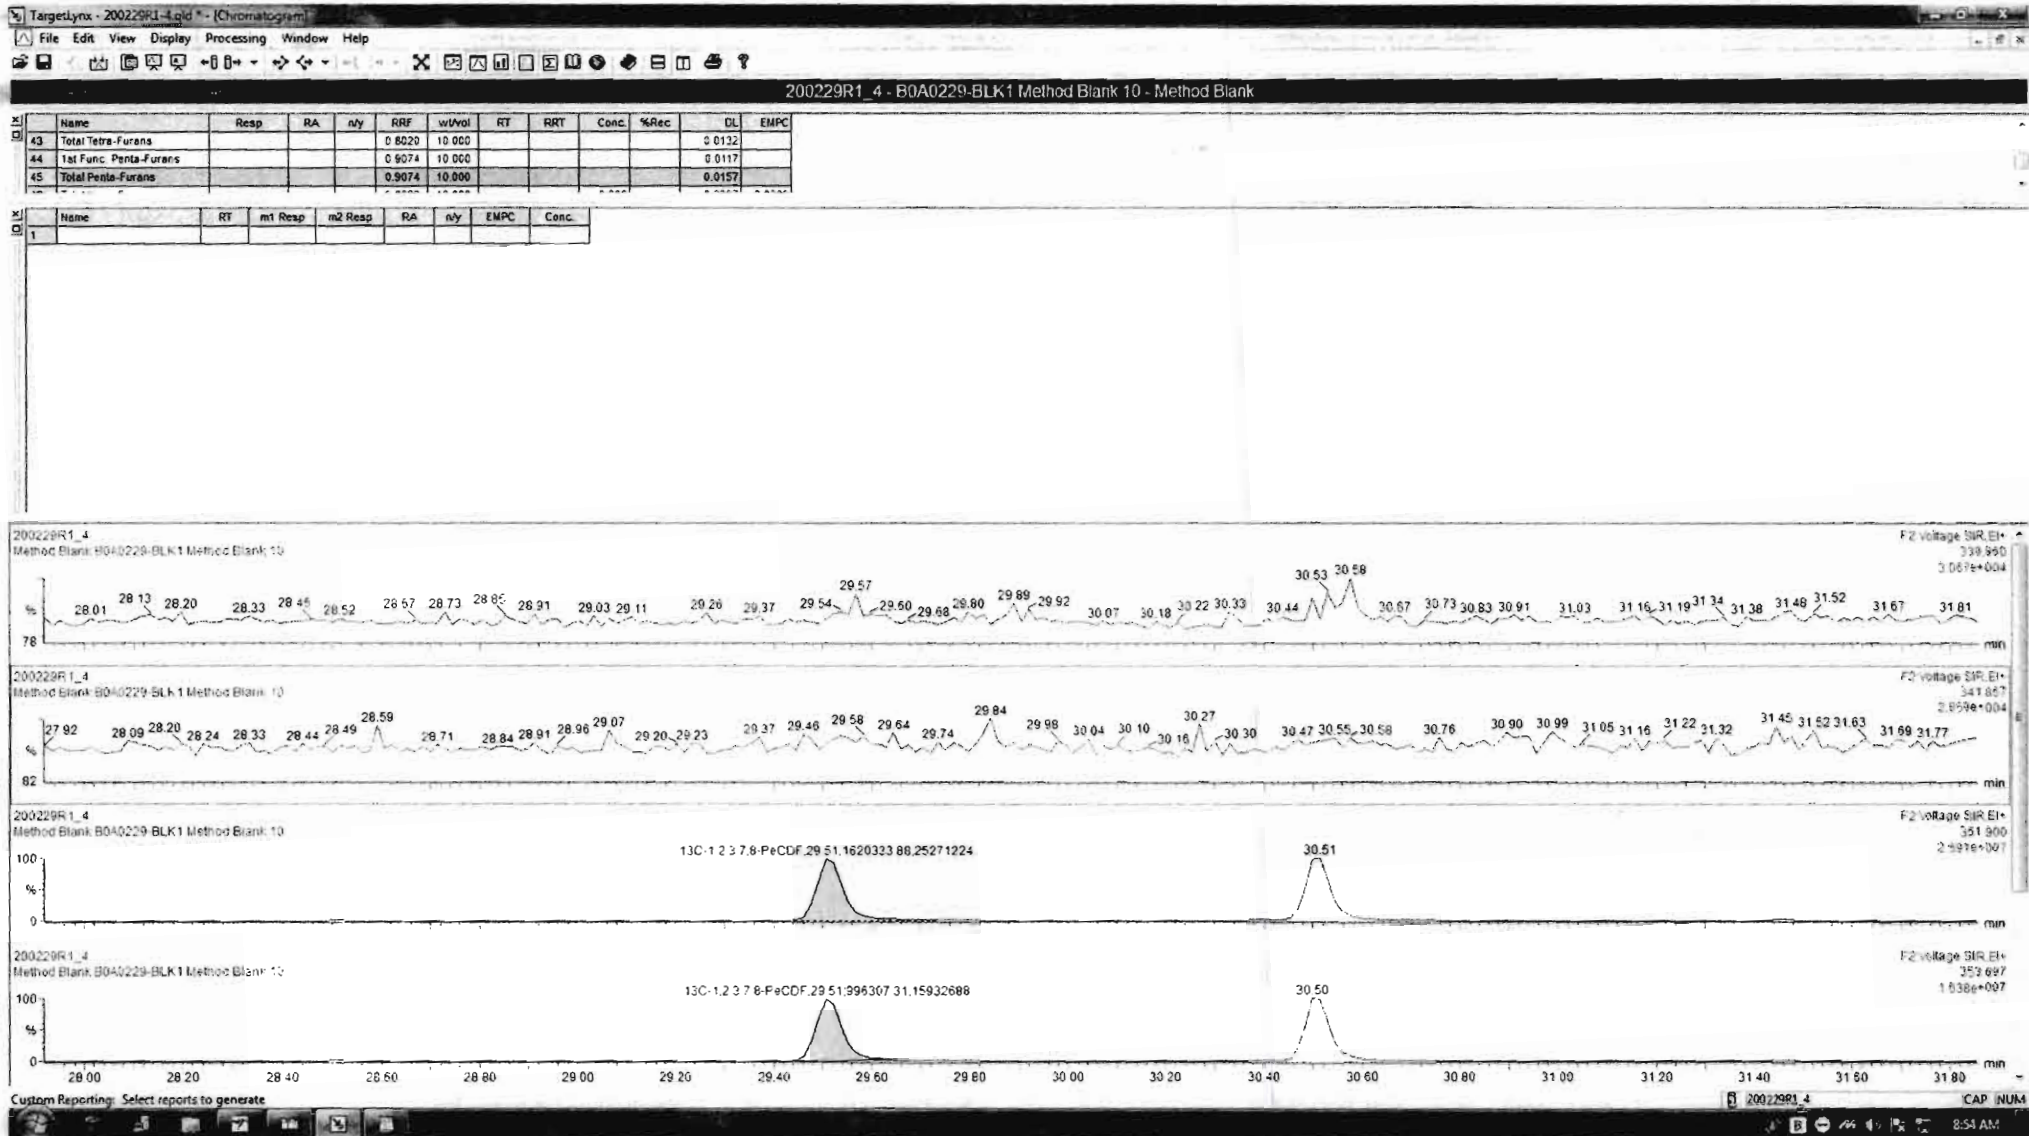 TargetLynx - 200229R1-4.qld * - [Chromatogram]
File Edit View Display Processing Window Help
200229R1_4 - B0A0229-BLK1 Method Blank 10 - Method Blank
Name Resp RA n/y RRF wt/vol RT RRT Conc. %Rec DL EMPC
43 Total Tetra-Furans 0.8020 10.000 0.0132
44 1st Func. Penta-Furans 0.9074 10.000 0.0117
45 Total Penta-Furans 0.9074 10.000 0.0157
Name RT m1 Resp m2 Resp RA n/y EMPC Conc.
1
200229R1_4
Method Blank B0A0229-BLK1 Method Blank 10
F2 Voltage SIR,EI+
339.860
3.067e+004
28.01 28.13 28.20 28.33 28.45 28.52 28.67 28.73 28.85 28.91 29.03 29.11 29.26 29.37 29.54 29.57 29.60 29.68 29.80 29.89 29.92 30.07 30.18 30.22 30.33 30.44 30.53 30.58 30.67 30.73 30.83 30.91 31.03 31.16 31.19 31.34 31.38 31.48 31.52 31.67 31.81
%
78
min
200229R1_4
Method Blank B0A0229-BLK1 Method Blank 10
F2 Voltage SIR,EI+
341.857
2.859e+004
27.92 28.09 28.20 28.24 28.33 28.44 28.49 28.59 28.71 28.84 28.91 28.96 29.07 29.20 29.23 29.37 29.46 29.58 29.64 29.74 29.84 29.98 30.04 30.10 30.16 30.27 30.30 30.47 30.55 30.58 30.76 30.90 30.99 31.05 31.16 31.22 31.32 31.45 31.52 31.63 31.69 31.77
%
82
min
200229R1_4
Method Blank B0A0229-BLK1 Method Blank 10
F2 Voltage SIR,EI+
351.900
13C-1,2,3,7,8-PeCDF,29.51,1620333.88,25271224
30.51
100
%
0
min
200229R1_4
Method Blank B0A0229-BLK1 Method Blank 10
F2 Voltage SIR,EI+
353.897
1.638e+007
13C-1,2,3,7,8-PeCDF,29.51,996307.31,15932688
30.50
100
%
0
min
28.00 28.20 28.40 28.60 28.80 29.00 29.20 29.40 29.60 29.80 30.00 30.20 30.40 30.60 30.80 31.00 31.20 31.40 31.60 31.80
Custom Reporting: Select reports to generate
200229R1_4 CAP NUM
8:54 AM